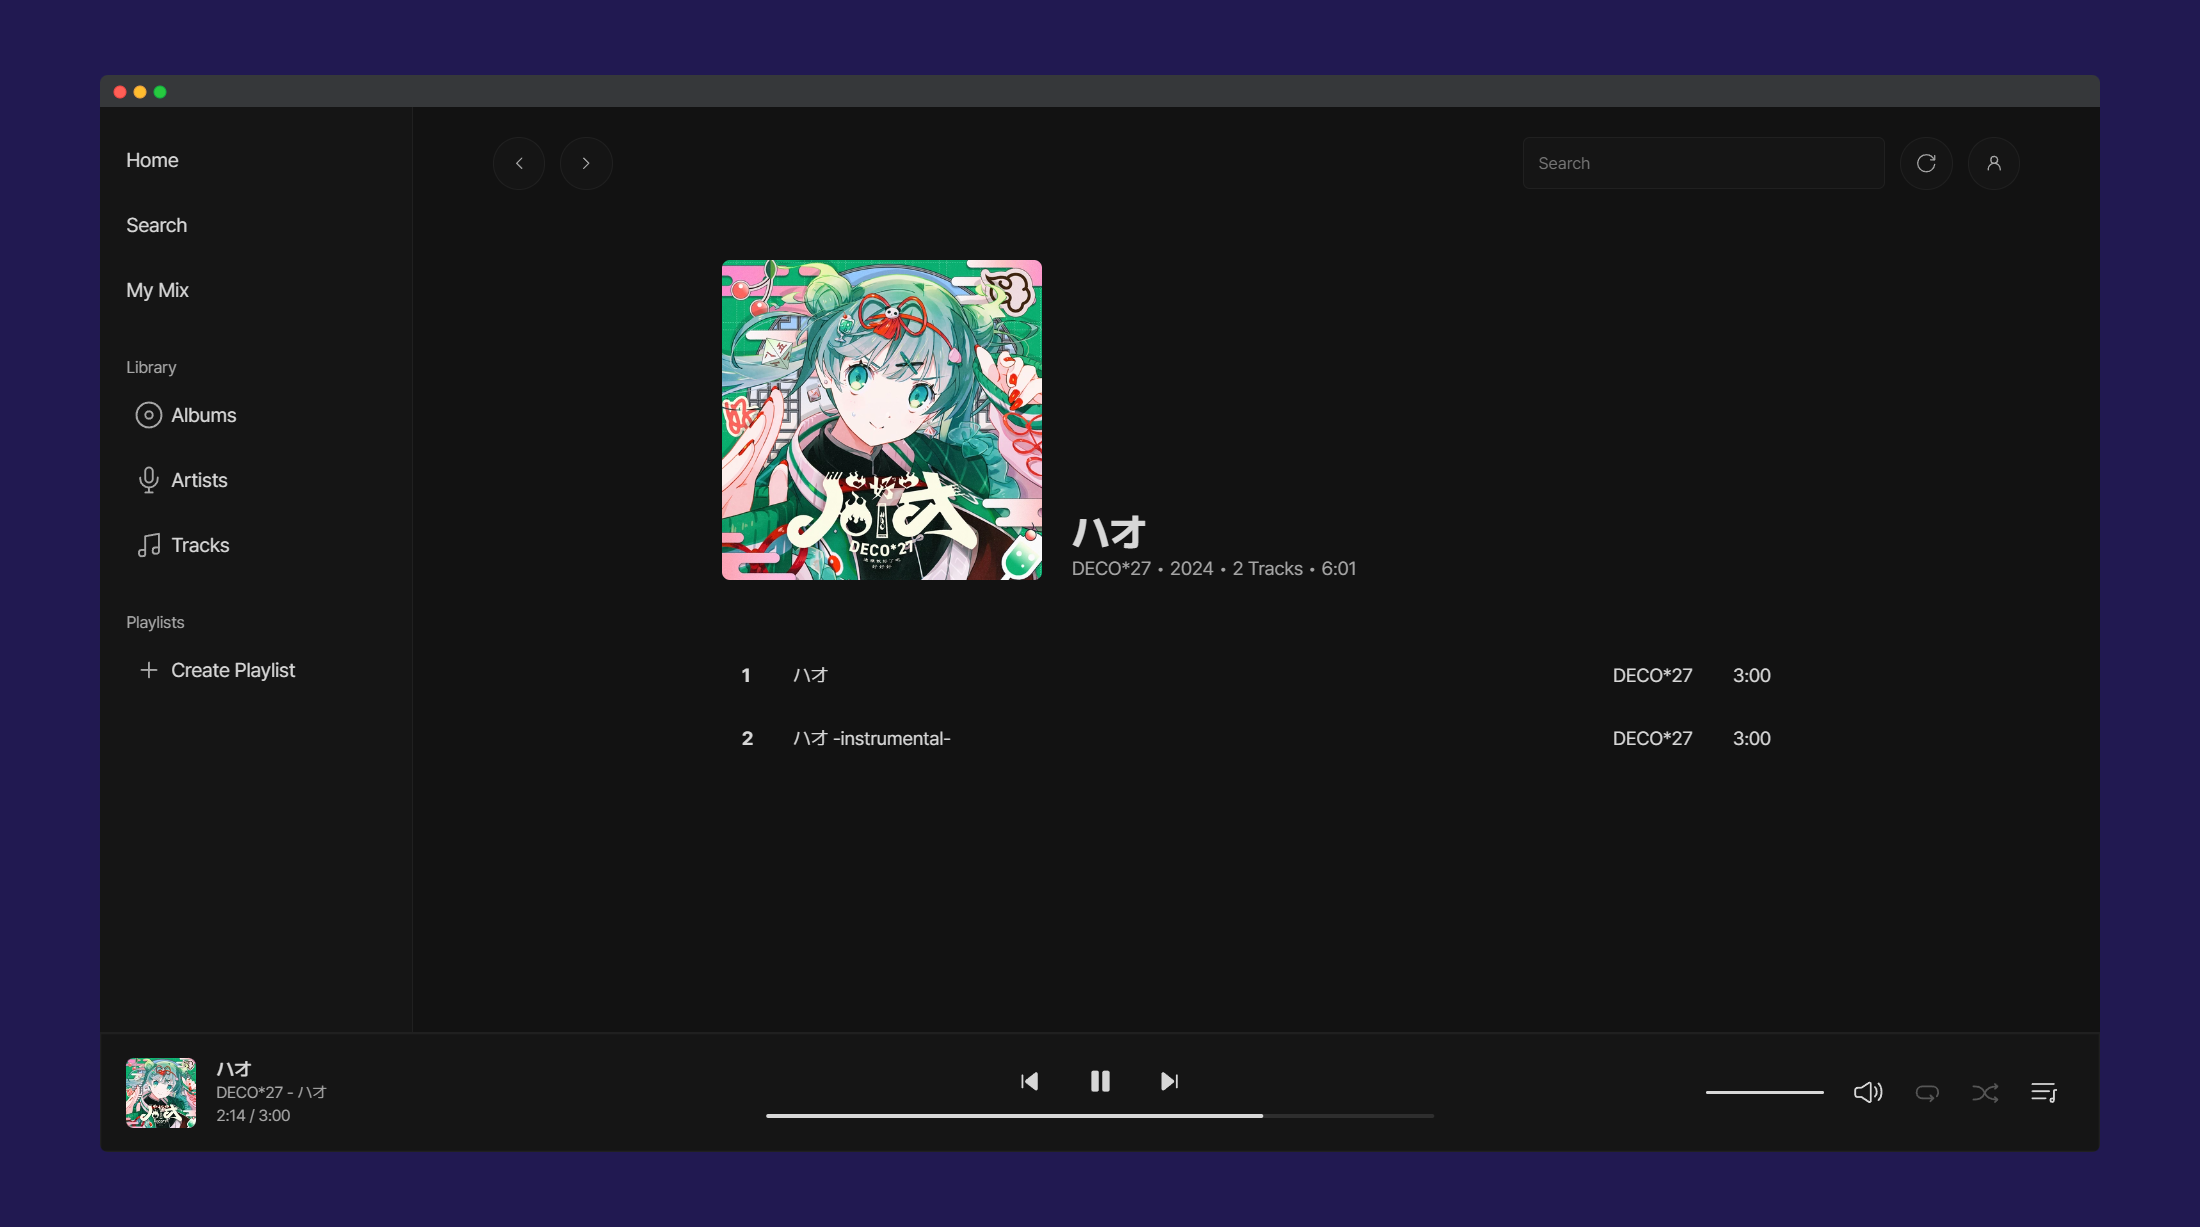 Home
Search
My Mix
Library
Albums
Artists
Tracks
Playlists
Create Playlist
Search
好
DECO*27
ハオ
DECO*27 • 2024 • 2 Tracks • 6:01
1 ハオ DECO*27 3:00
2 ハオ -instrumental- DECO*27 3:00
ハオ
DECO*27 - ハオ
2:14 / 3:00